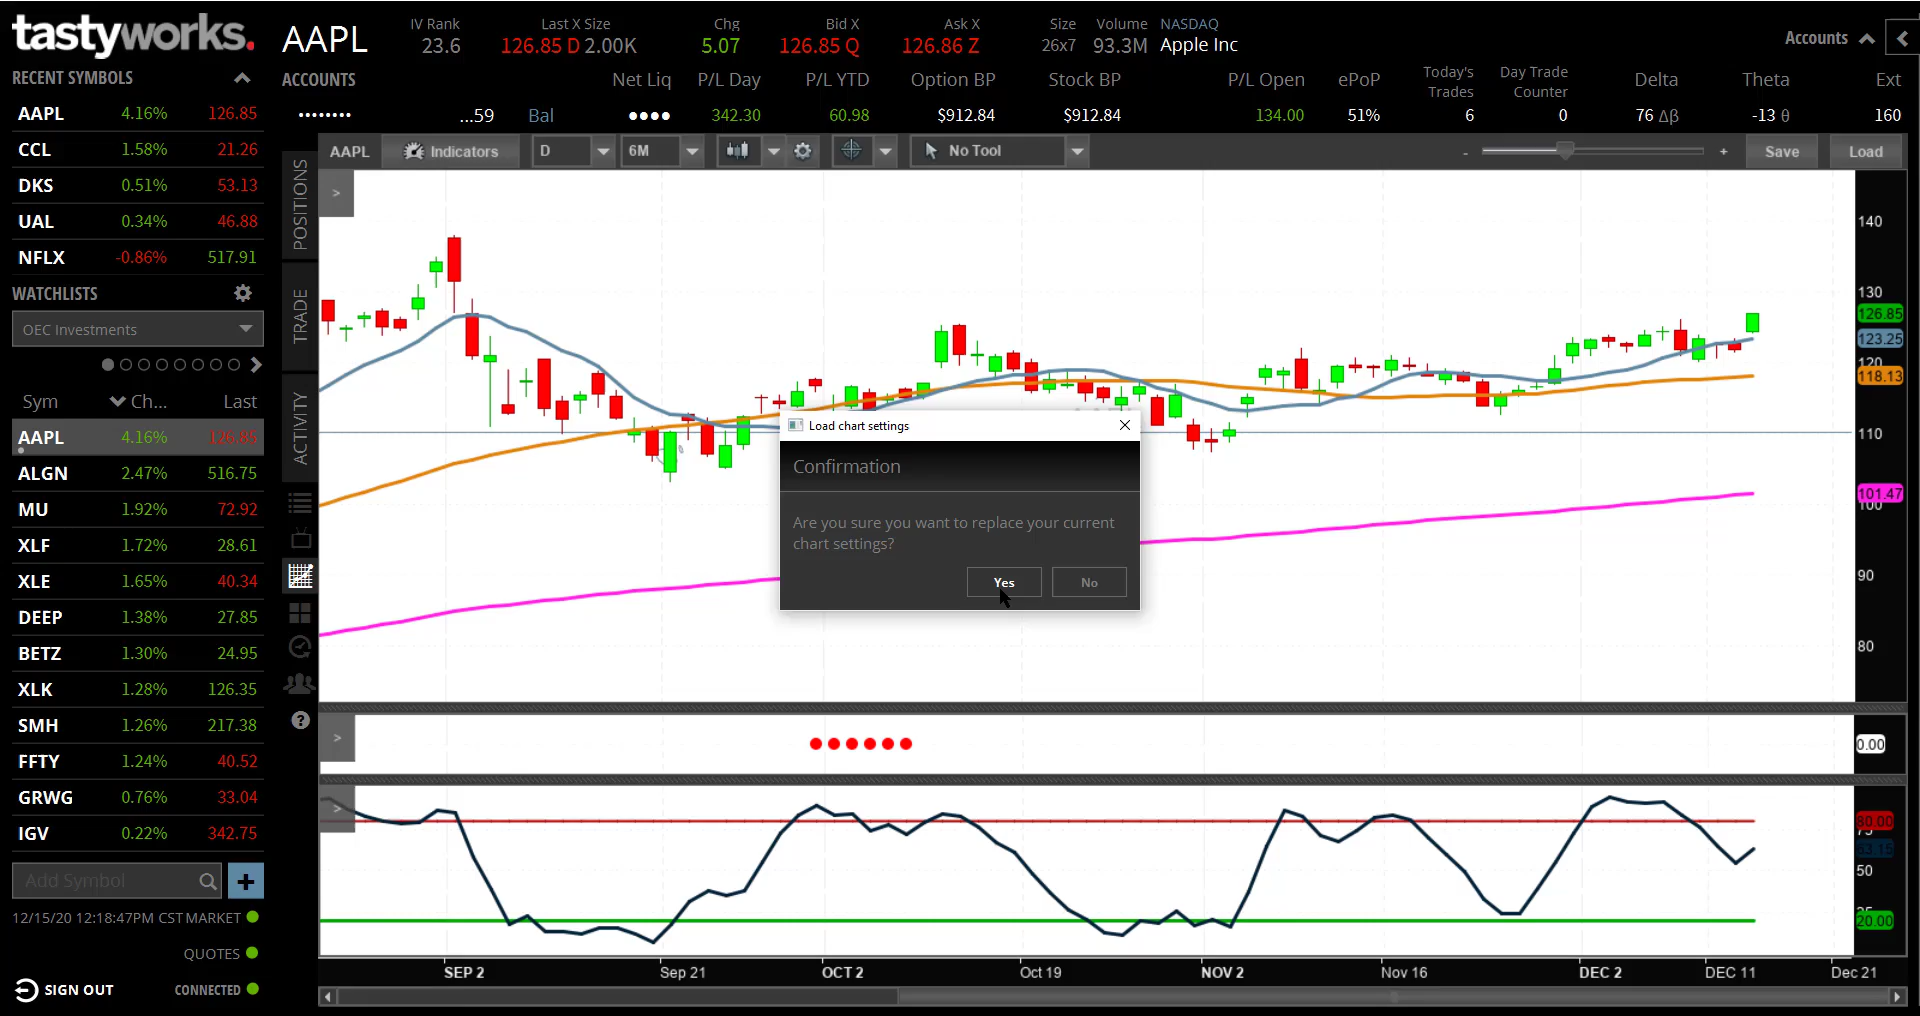 tastyworks.
AAPL
IV Rank
23.6
Last X Size
126.85 D 2.00K
Chg
5.07
Bid X
126.85 Q
Ask X
126.86 Z
Size
26x7
Volume
93.3M
NASDAQ
Apple Inc
Accounts
RECENT SYMBOLS
AAPL 4.16% 126.85
CCL 1.58% 21.26
DKS 0.51% 53.13
UAL 0.34% 46.88
NFLX -0.86% 517.91
WATCHLISTS
OEC Investments
Sym Ch... Last
AAPL 4.16% 126.85
ALGN 2.47% 516.75
MU 1.92% 72.92
XLF 1.72% 28.61
XLE 1.65% 40.34
DEEP 1.38% 27.85
BETZ 1.30% 24.95
XLK 1.28% 126.35
SMH 1.26% 217.38
FFTY 1.24% 40.52
GRWG 0.76% 33.04
IGV 0.22% 342.75
Add Symbol
12/15/20 12:18:47PM CST MARKET
QUOTES
SIGN OUT CONNECTED
ACCOUNTS Net Liq P/L Day P/L YTD Option BP Stock BP P/L Open ePoP Today's Trades Day Trade Counter Delta Theta Ext
...59 Bal 342.30 60.98 $912.84 $912.84 134.00 51% 6 0 76 Δβ -13 θ 160
POSITIONS
TRADE
ACTIVITY
AAPL Indicators D 6M No Tool - + Save Load
Load chart settings
Confirmation
Are you sure you want to replace your current
chart settings?
Yes No
140
130
126.85
123.25
120
118.13
110
101.47
100
90
80
0.00
80.00
75
63.15
50
20.00
SEP 2 Sep 21 OCT 2 Oct 19 NOV 2 Nov 16 DEC 2 DEC 11 Dec 21